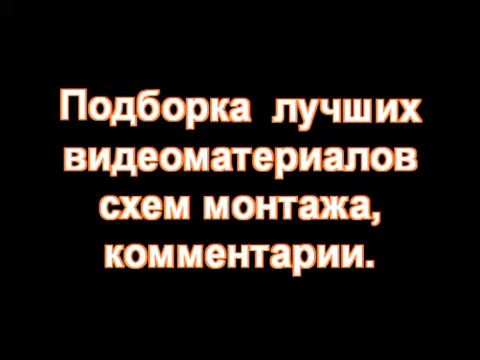 Подборка лучших
видеоматериалов
схем монтажа,
комментарии.